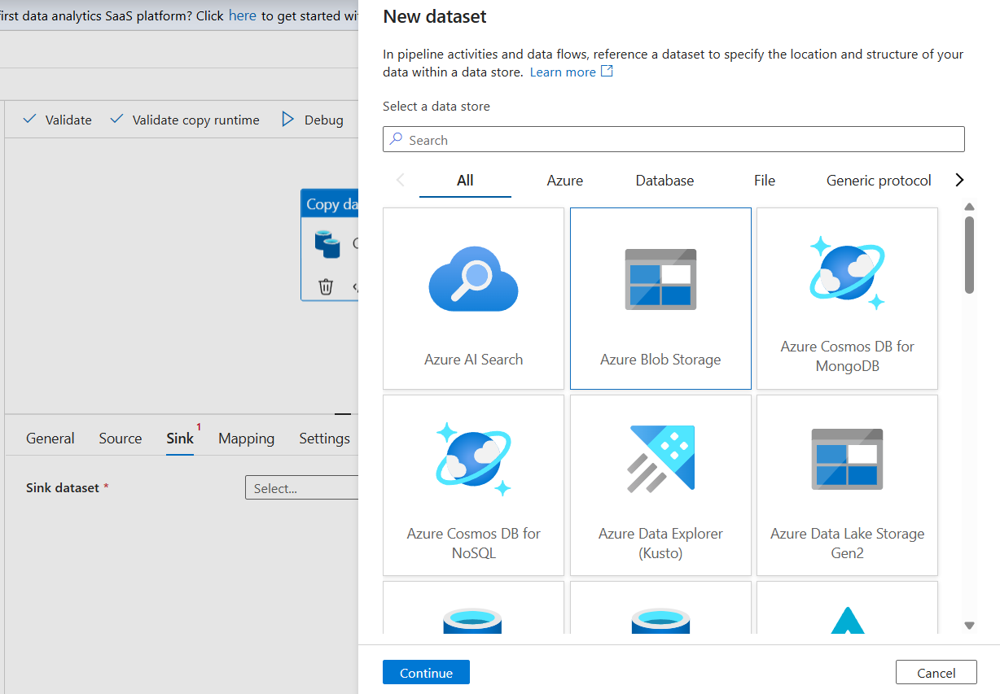 first data analytics SaaS platform? Click here to get started wi
Validate
Validate copy runtime
Debug
Copy da
General
Source
Sink
1
Mapping
Settings
Sink dataset *
Select...
New dataset
In pipeline activities and data flows, reference a dataset to specify the location and structure of your
data within a data store. Learn more
Select a data store
Search
All
Azure
Database
File
Generic protocol
Azure AI Search
Azure Blob Storage
Azure Cosmos DB for
MongoDB
Azure Cosmos DB for
NoSQL
Azure Data Explorer
(Kusto)
Azure Data Lake Storage
Gen2
Continue
Cancel